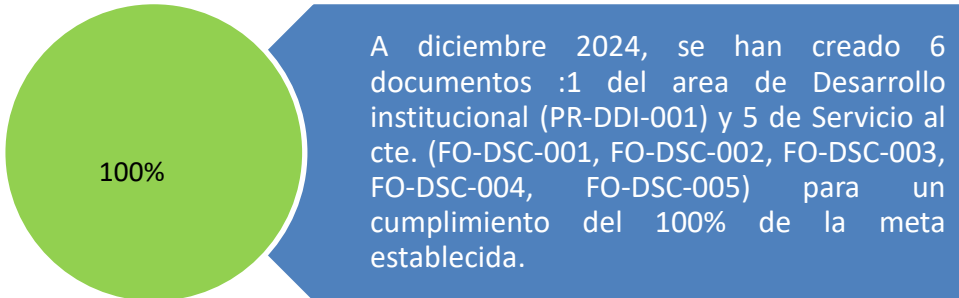 100%
A diciembre 2024, se han creado 6
documentos :1 del area de Desarrollo
institucional (PR-DDI-001) y 5 de Servicio al
cte. (FO-DSC-001, FO-DSC-002, FO-DSC-003,
FO-DSC-004, FO-DSC-005) para un
cumplimiento del 100% de la meta
establecida.